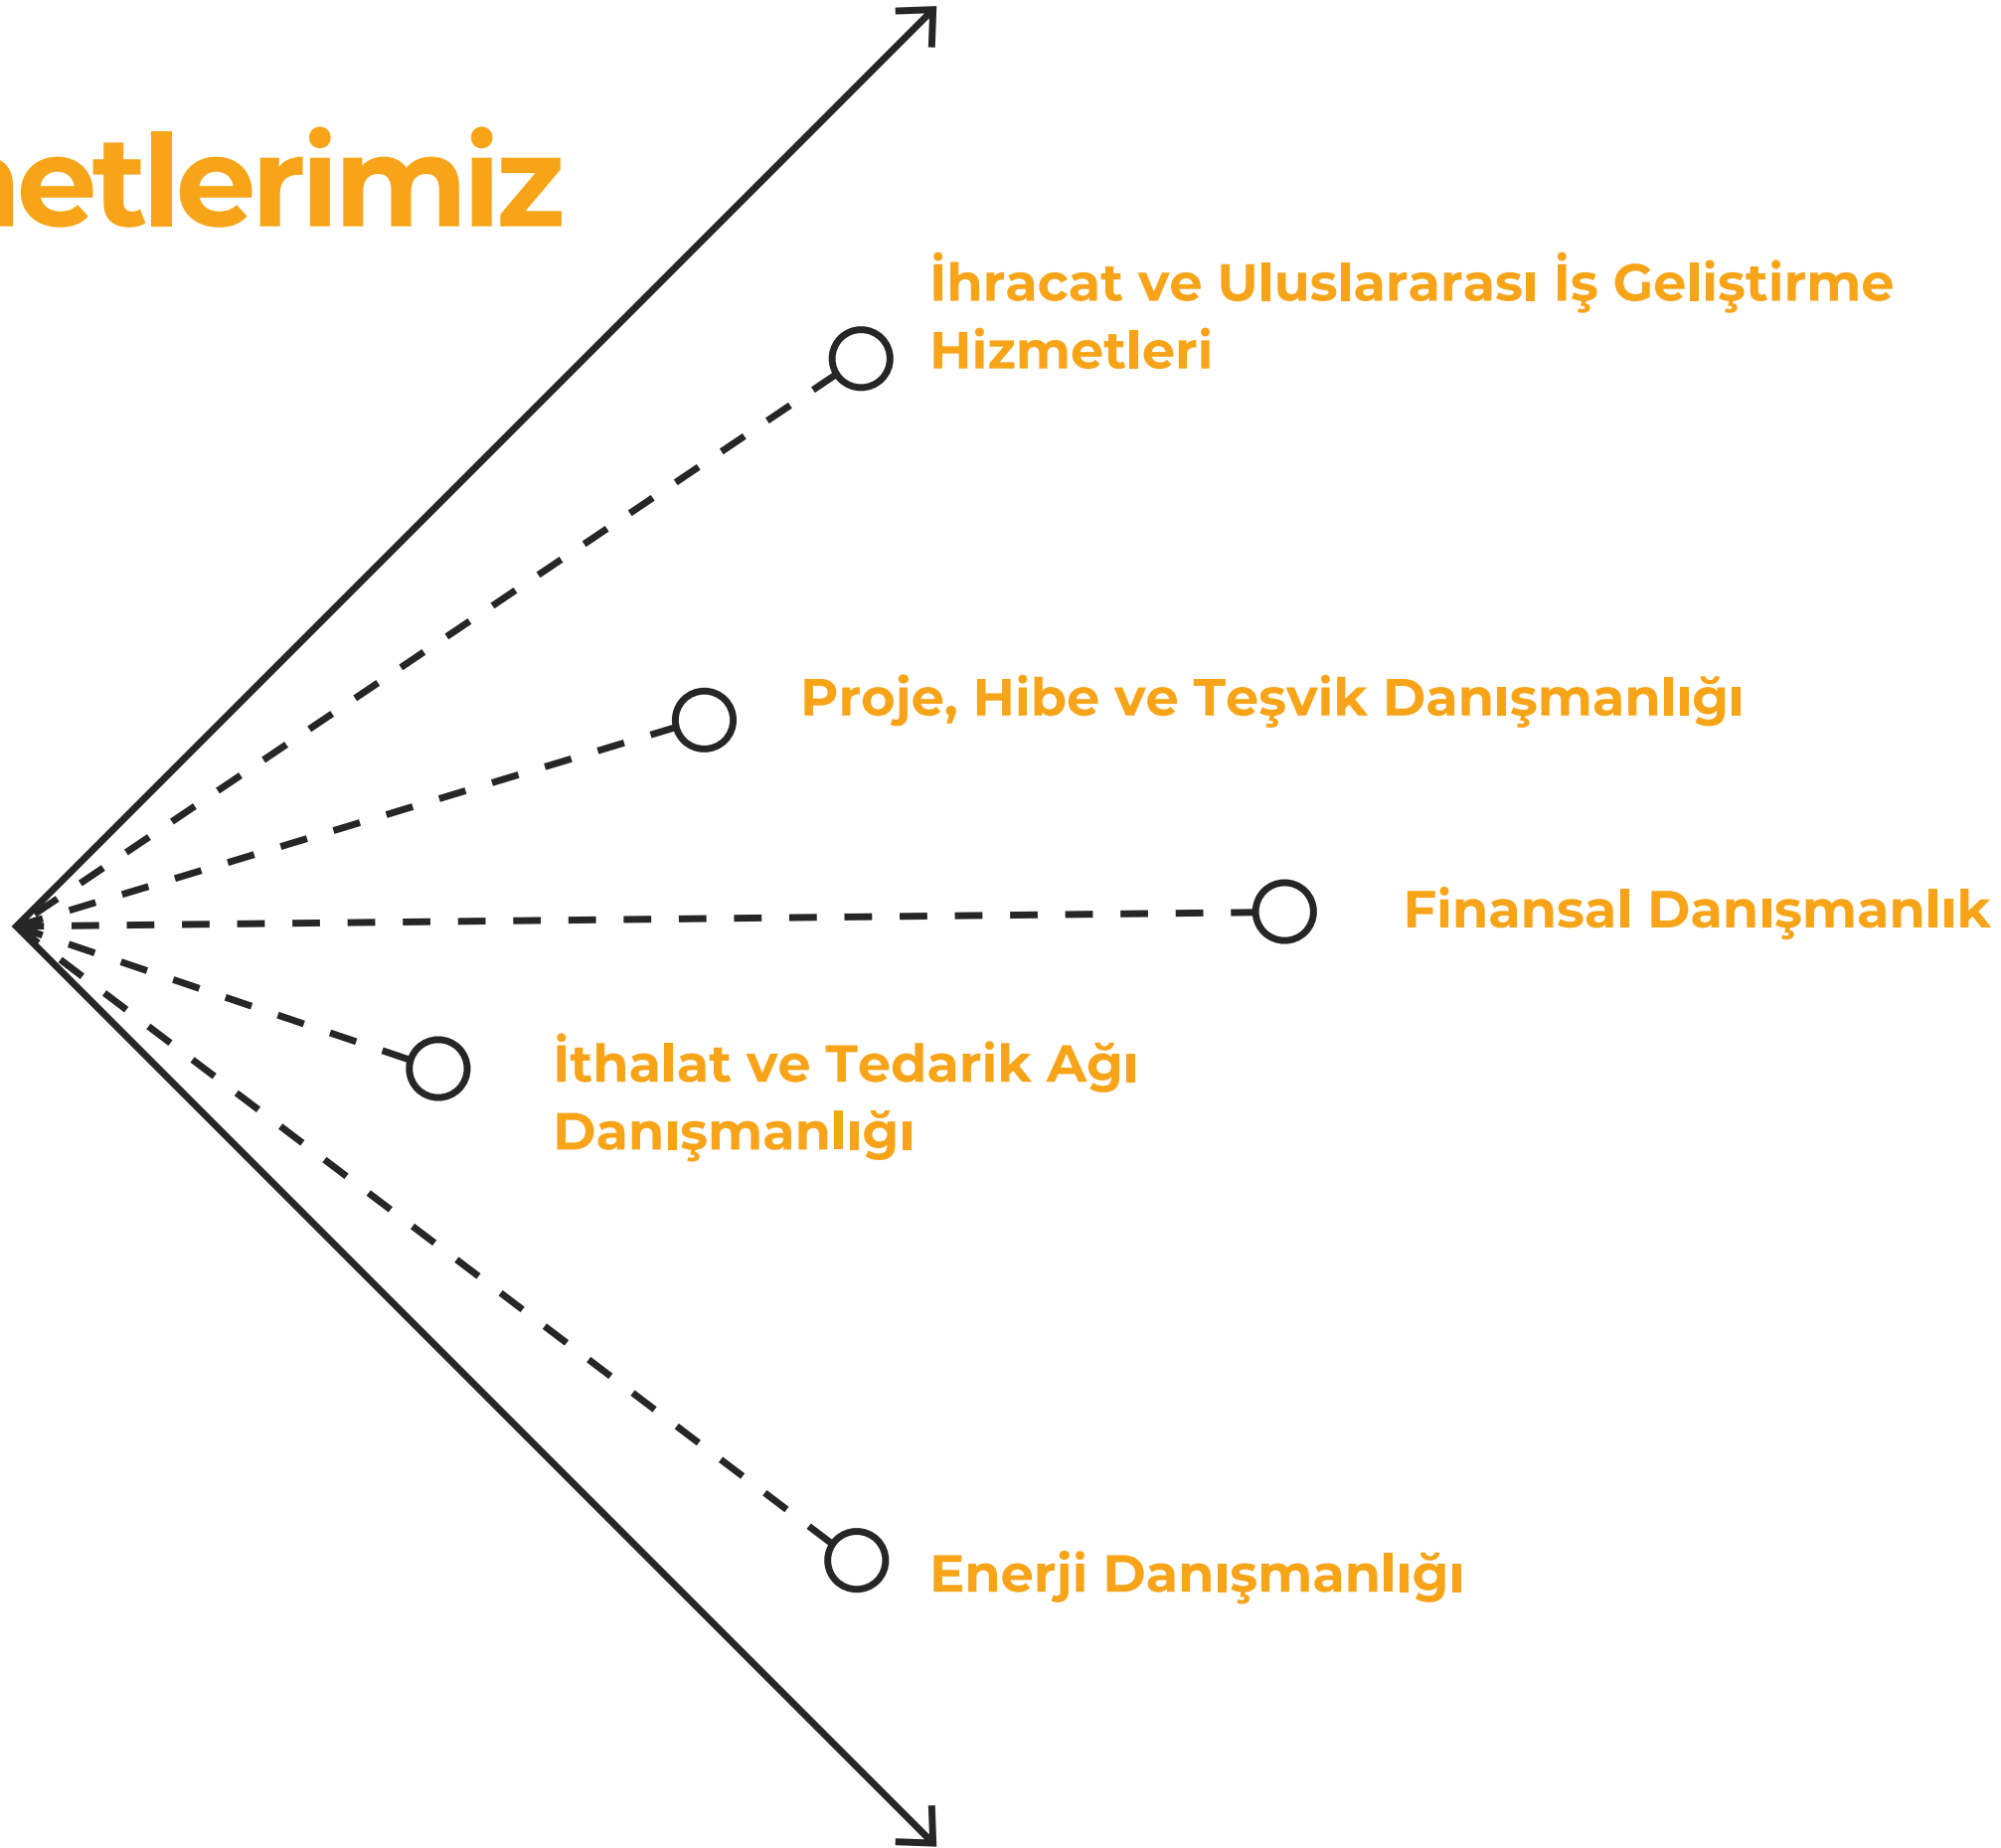 netlerimiz
İhracat ve Uluslararası İş Geliştirme
Hizmetleri
Proje, Hibe ve Teşvik Danışmanlığı
Finansal Danışmanlık
İthalat ve Tedarik Ağı
Danışmanlığı
Enerji Danışmanlığı